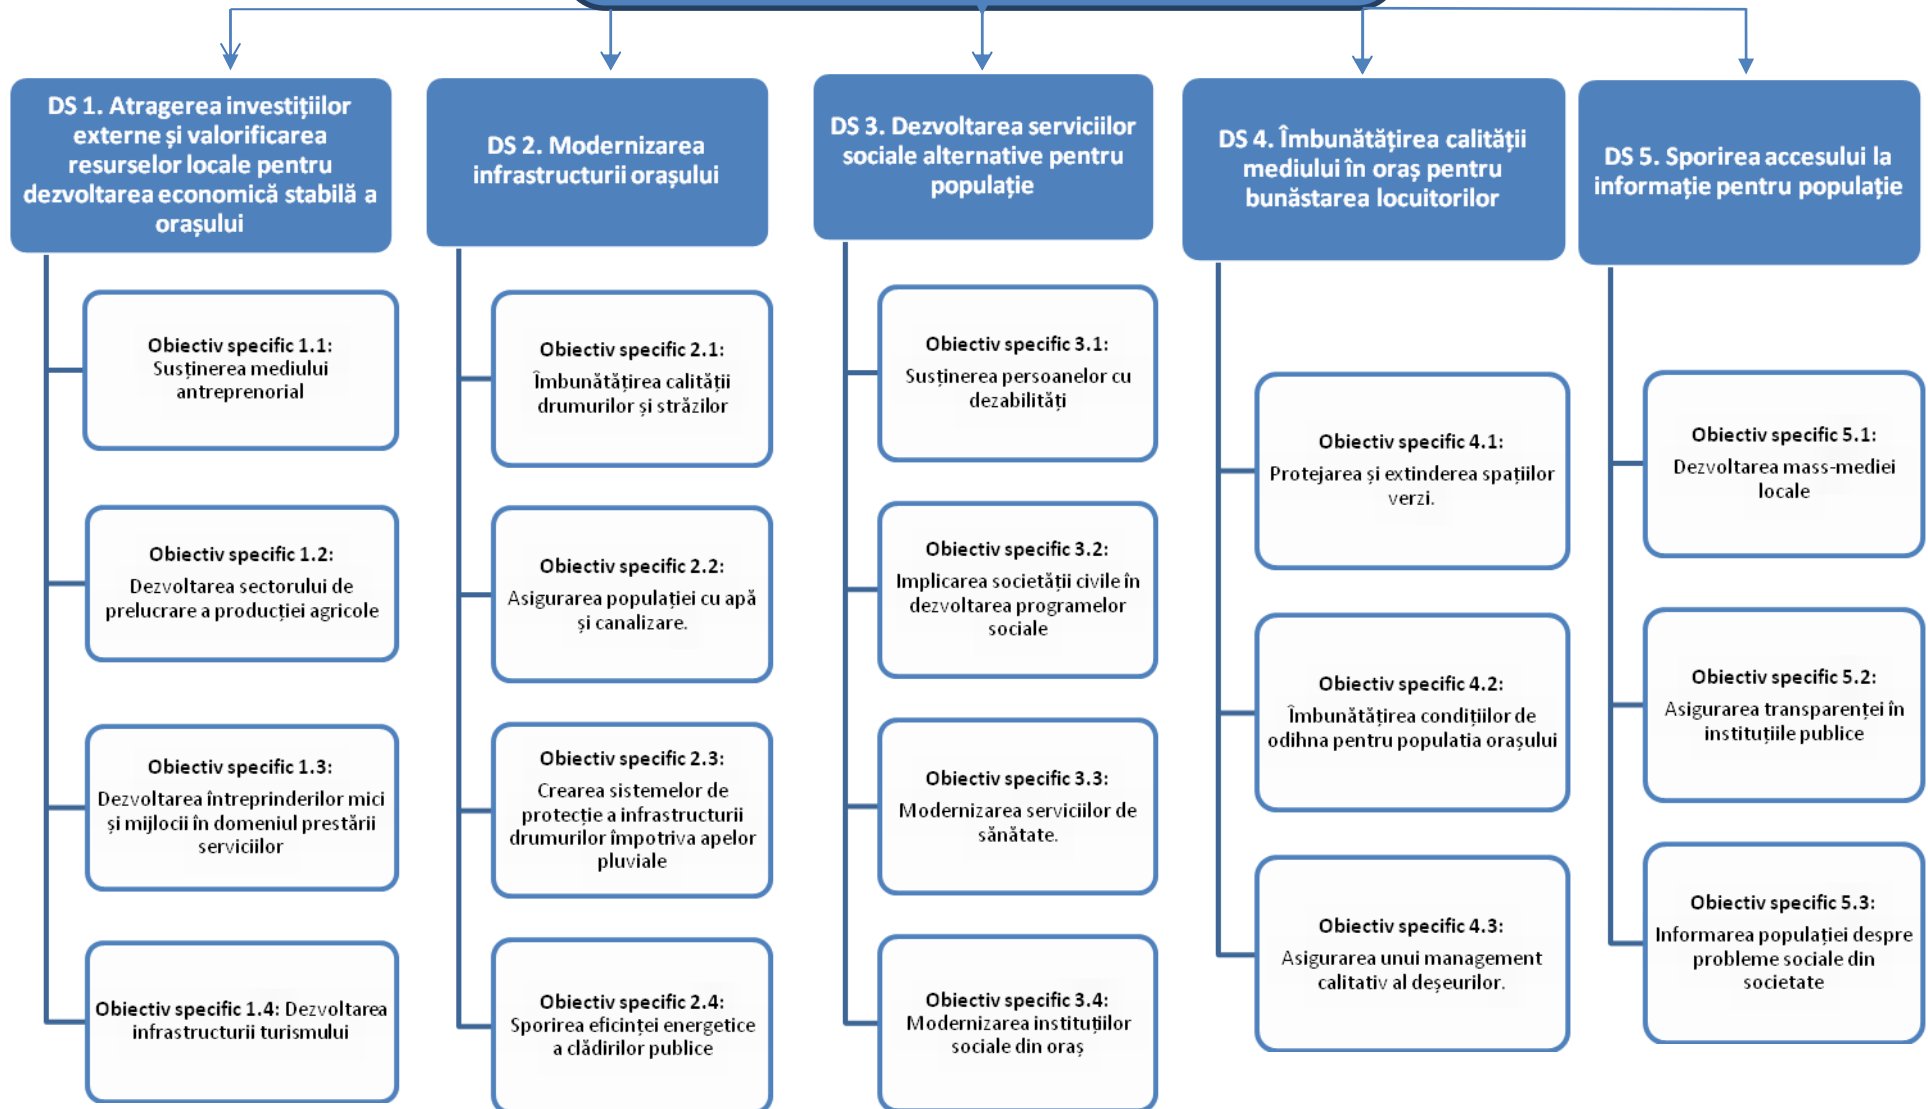 DS 1. Atragerea investițiilor
externe și valorificarea
resurselor locale pentru
dezvoltarea economică stabilă a
orașului
Obiectiv specific 1.1:
Susținerea mediului
antreprenorial
Obiectiv specific 1.2:
Dezvoltarea sectorului de
prelucrare a producției agricole
Obiectiv specific 1.3:
Dezvoltarea întreprinderilor mici
și mijlocii în domeniul prestării
serviciilor
Obiectiv specific 1.4: Dezvoltarea
infrastructurii turismului
DS 2. Modernizarea
infrastructurii orașului
Obiectiv specific 2.1:
Îmbunătățirea calității
drumurilor și străzilor
Obiectiv specific 2.2:
Asigurarea populației cu apă
și canalizare.
Obiectiv specific 2.3:
Crearea sistemelor de
protecție a infrastructurii
drumurilor împotriva apelor
pluviale
Obiectiv specific 2.4:
Sporirea eficinței energetice
a clădirilor publice
DS 3. Dezvoltarea serviciilor
sociale alternative pentru
populație
Obiectiv specific 3.1:
Susținerea persoanelor cu
dezabilități
Obiectiv specific 3.2:
Implicarea societății civile în
dezvoltarea programelor
sociale
Obiectiv specific 3.3:
Modernizarea serviciilor de
sănătate.
Obiectiv specific 3.4:
Modernizarea instituțiilor
sociale din oraș
DS 4. Îmbunătățirea calității
mediului în oraș pentru
bunăstarea locuitorilor
Obiectiv specific 4.1:
Protejarea și extinderea spațiilor
verzi.
Obiectiv specific 4.2:
Îmbunătățirea condițiilor de
odihna pentru populatia orașului
Obiectiv specific 4.3:
Asigurarea unui management
calitativ al deșeurilor.
DS 5. Sporirea accesului la
informație pentru populație
Obiectiv specific 5.1:
Dezvoltarea mass-mediei
locale
Obiectiv specific 5.2:
Asigurarea transparenței în
instituțiile publice
Obiectiv specific 5.3:
Informarea populației despre
probleme sociale din
societate